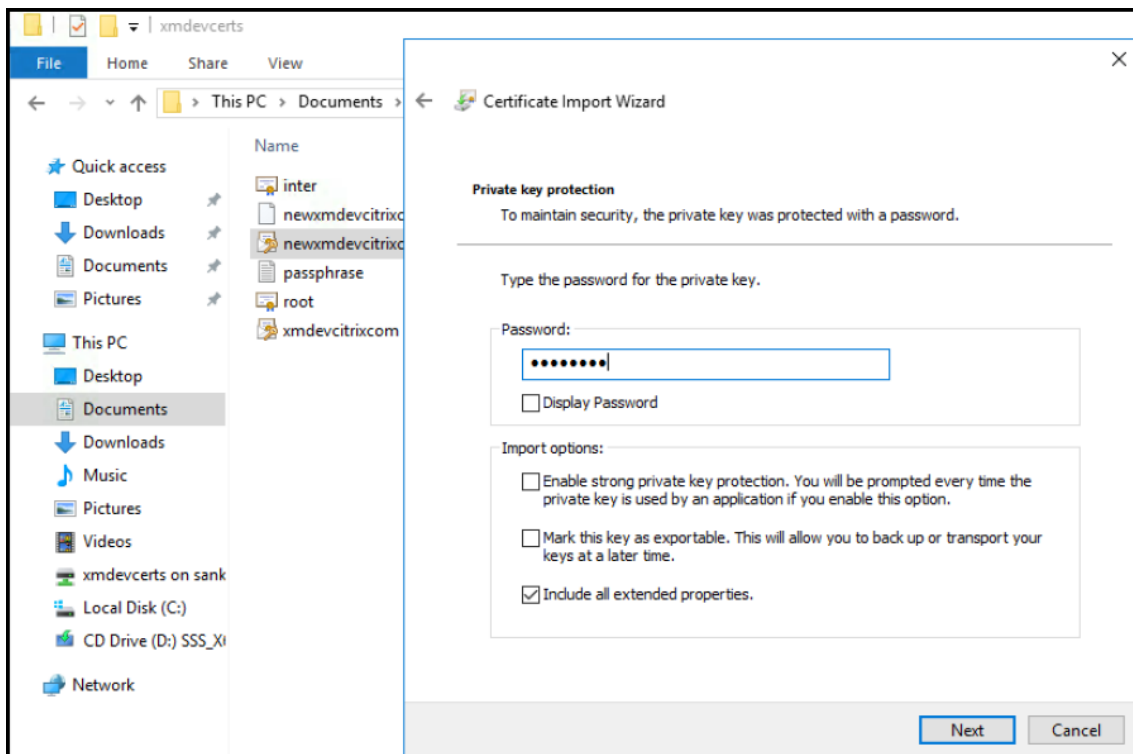 xmdevcerts
File Home Share View
This PC Documents
Certificate Import Wizard
Name
Quick access
Desktop
Downloads
Documents
Pictures
This PC
Desktop
Documents
Downloads
Music
Pictures
Videos
xmdevcerts on sank
Local Disk (C:)
CD Drive (D:) SSS_X
Network
inter
newxmdevcitrixc
newxmdevcitrixc
passphrase
root
xmdevcitrixcom
Private key protection
To maintain security, the private key was protected with a password.
Type the password for the private key.
Password:
••••••••
Display Password
Import options:
Enable strong private key protection. You will be prompted every time the
private key is used by an application if you enable this option.
Mark this key as exportable. This will allow you to back up or transport your
keys at a later time.
Include all extended properties.
Next Cancel